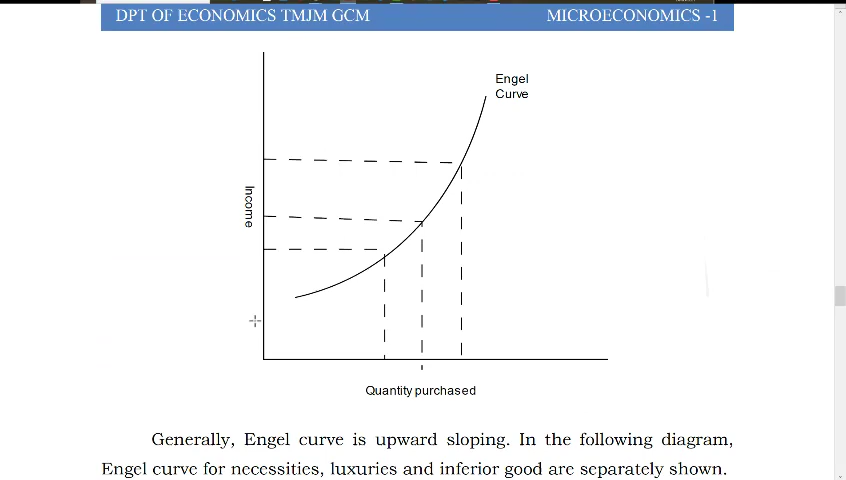 DPT OF ECONOMICS TMJM GCM MICROECONOMICS -1
Engel
Curve
Income
Quantity purchased
Generally, Engel curve is upward sloping. In the following diagram,
Engel curve for necessities, luxuries and inferior good are separately shown.